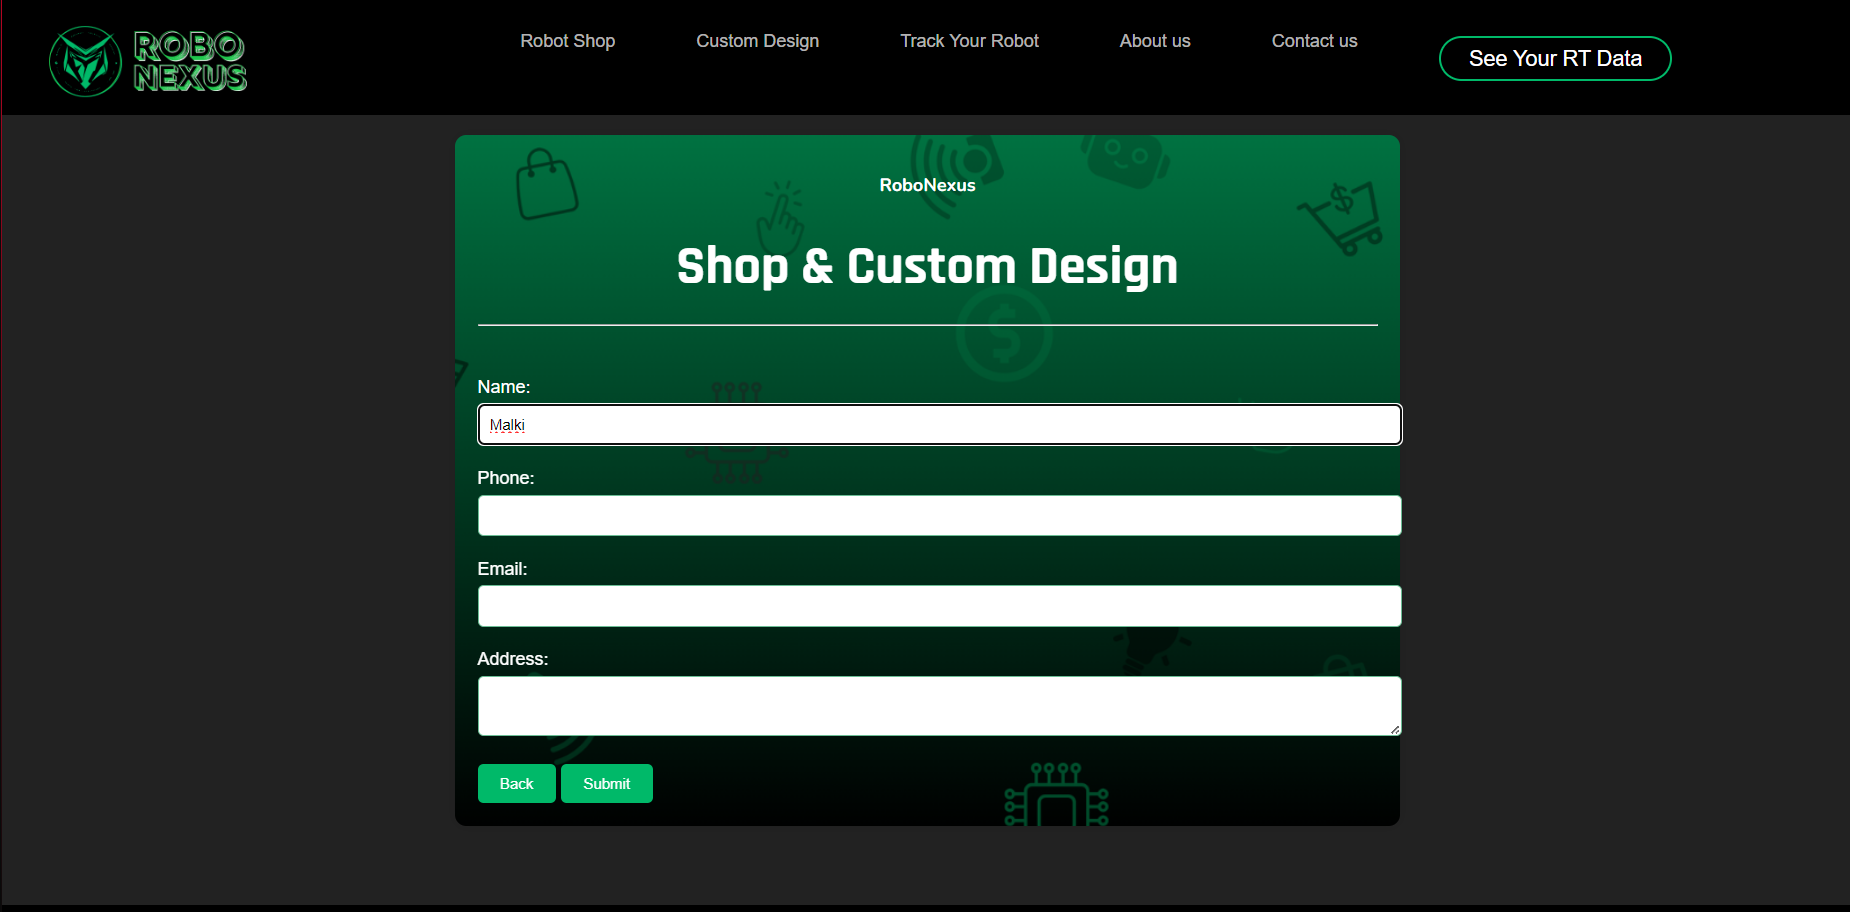 ROBO
NEXUS
Robot Shop
Custom Design
Track Your Robot
About us
Contact us
See Your RT Data
RoboNexus
Shop & Custom Design
Name:
Malki
Phone:
Email:
Address:
Back
Submit